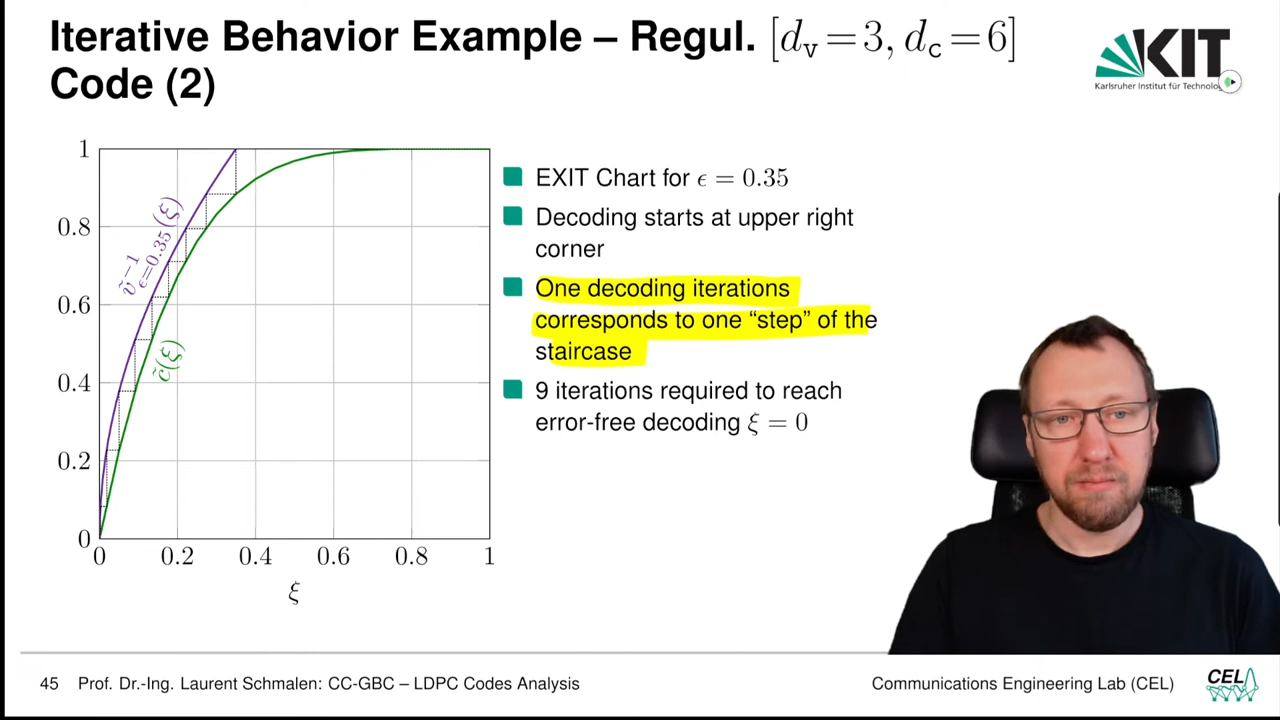 Iterative Behavior Example – Regul. [d_v = 3, d_c = 6]
Code (2)
KIT
Karlsruher Institut für Technolo
1
0.8
0.6
0.4
0.2
0
0
0.2
0.4
0.6
0.8
1
ξ
ṽ⁻¹_{ϵ=0.35}(ξ)
c̃(ξ)
EXIT Chart for ϵ = 0.35
Decoding starts at upper right
corner
One decoding iterations
corresponds to one “step” of the
staircase
9 iterations required to reach
error-free decoding ξ = 0
45 Prof. Dr.-Ing. Laurent Schmalen: CC-GBC – LDPC Codes Analysis
Communications Engineering Lab (CEL)
CEL